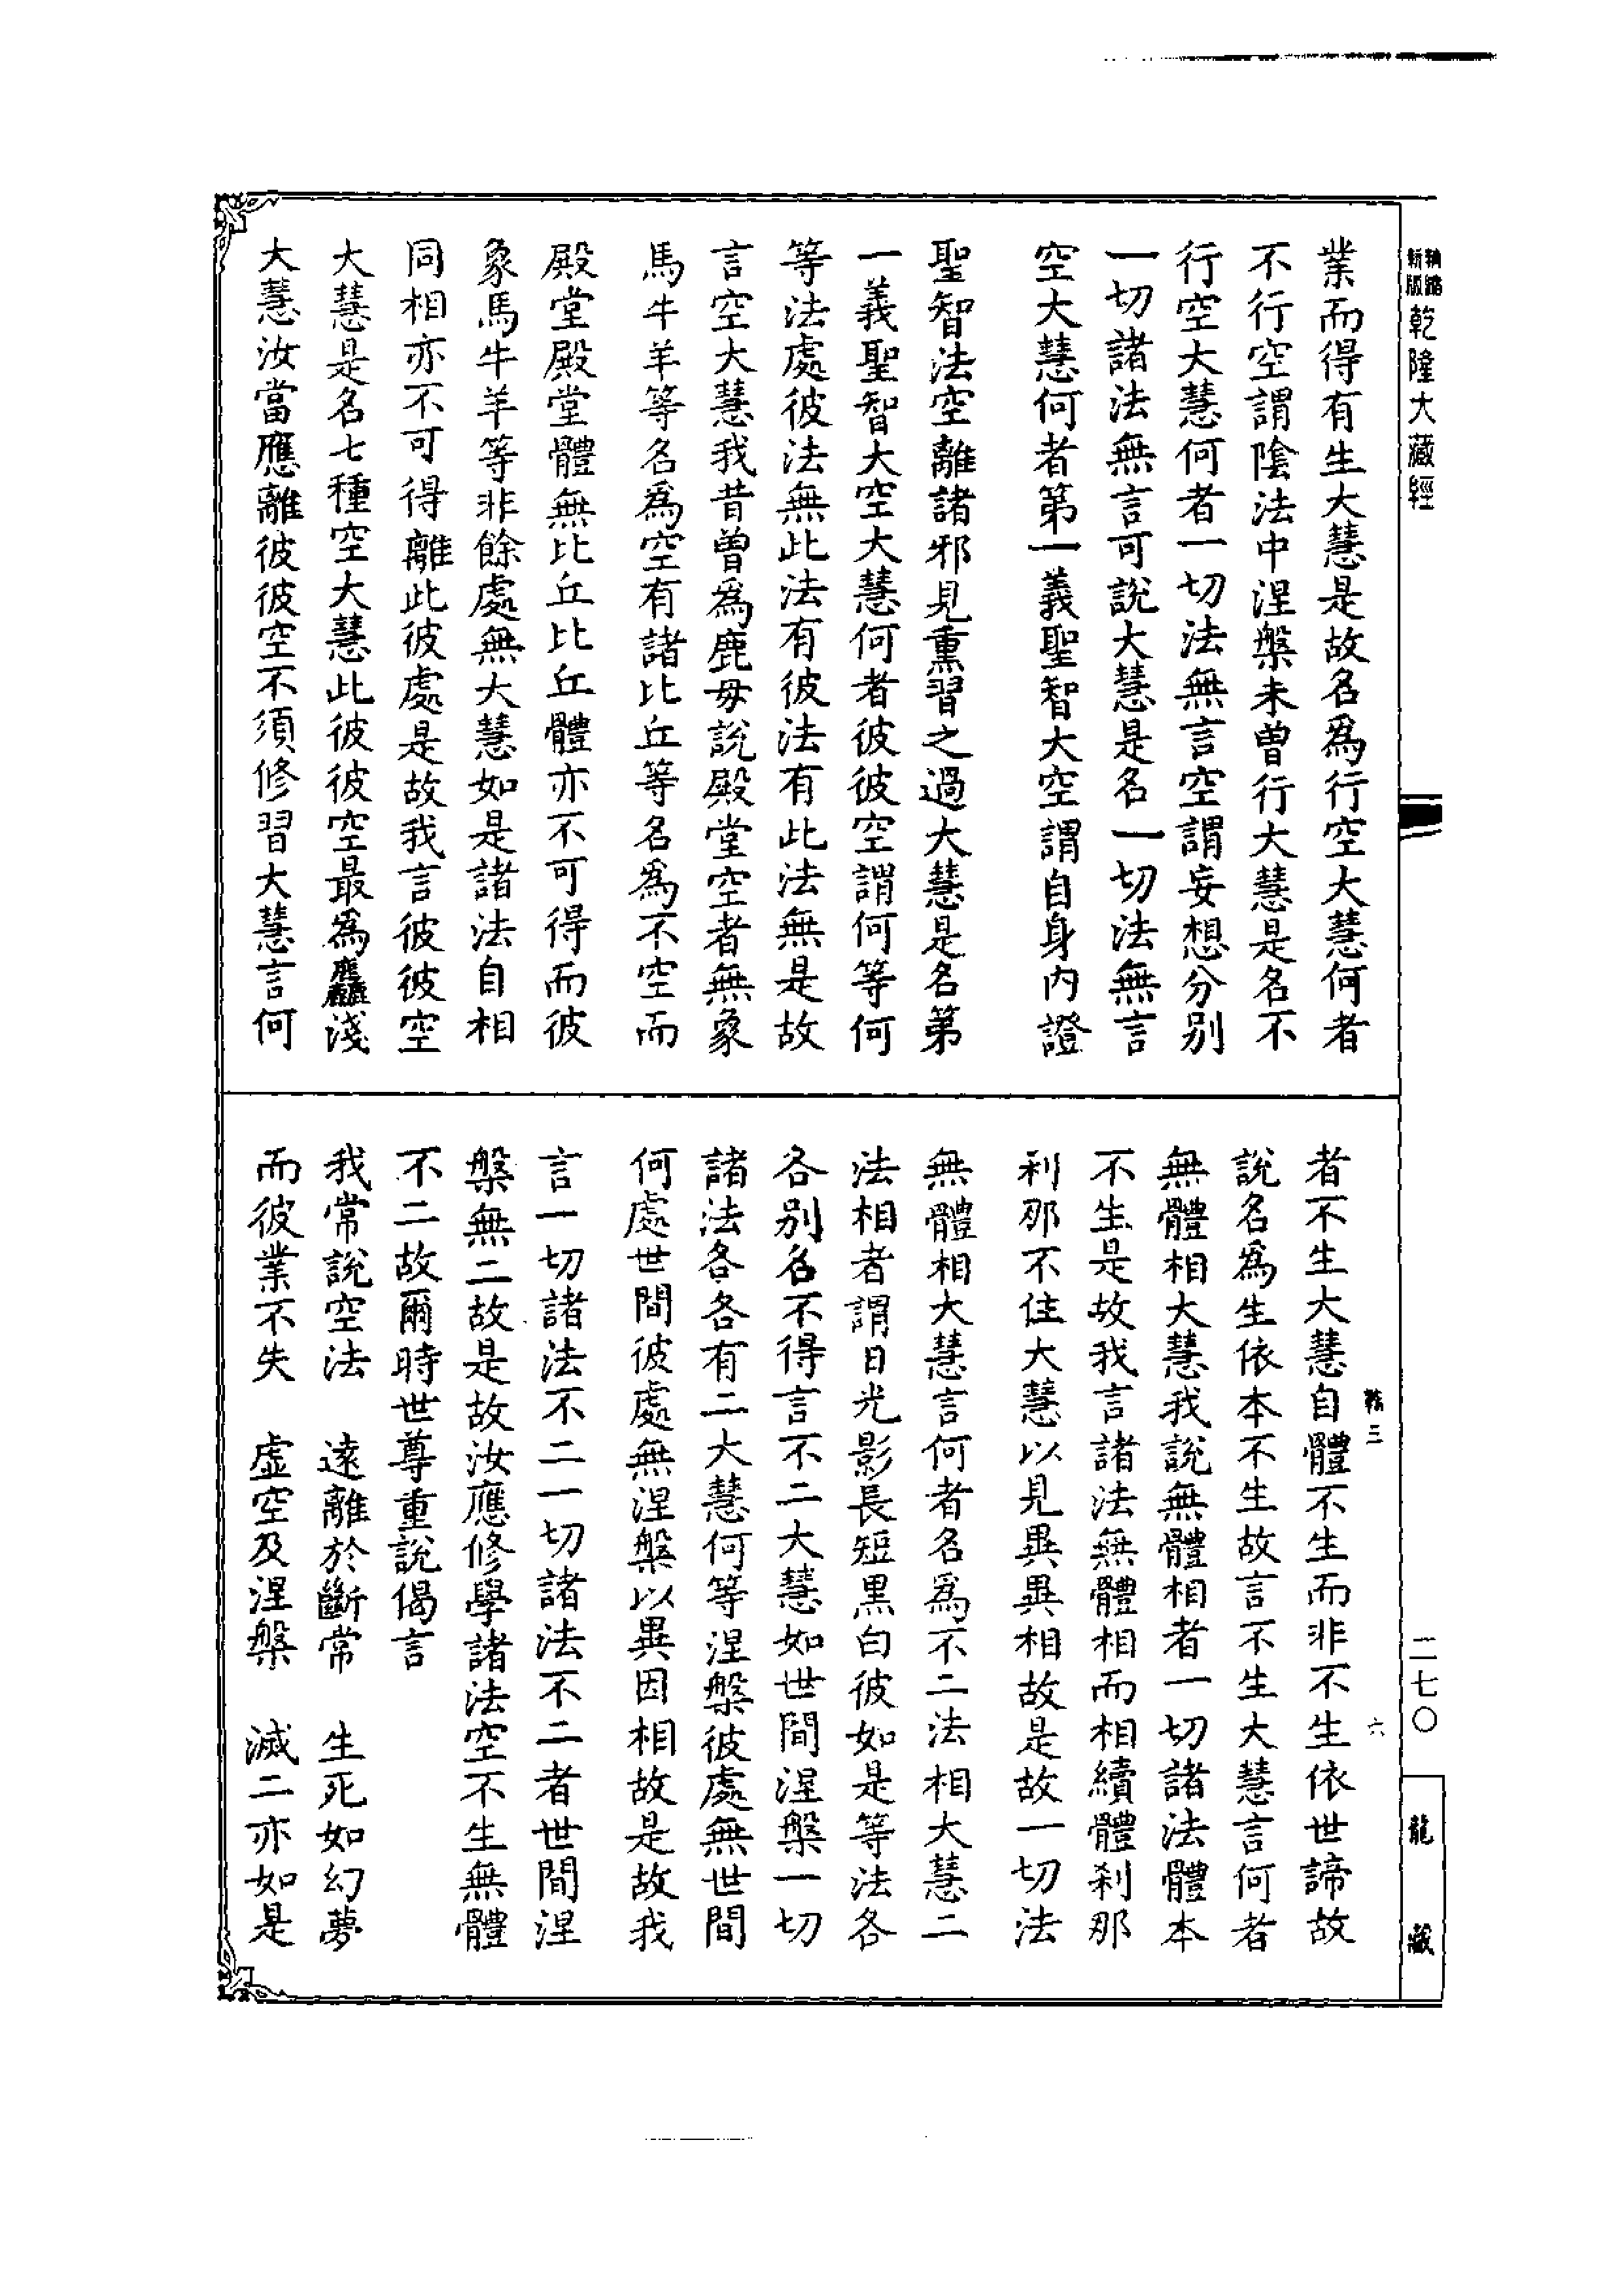 新版
乾隆大藏經
業而得有生大慧是故名爲行空大慧何者
不行空謂陰法中涅槃未曾行大慧是名不
行空大慧何者一切法無言空謂妄想分別
一切諸法無言可說大慧是名一切法無言
空大慧何者第一義聖智大空謂自身內證
聖智法空離諸邪見熏習之過大慧是名第
一義聖智大空大慧何者彼彼空謂何等何
等法處彼法無此法有彼法有此法無是故
言空大慧我昔曾爲鹿母說殿堂空者無象
馬牛羊等名爲空有諸比丘等名爲不空而
殿堂殿堂體無比丘比丘體亦不可得而彼
象馬牛羊等非餘處無大慧如是諸法自相
同相亦不可得離此彼處是故我言彼彼空
大慧是名七種空大慧此彼彼空最爲麤淺
大慧汝當應離彼彼空不須修習大慧言何
三
六
二七〇
龍藏
者不生大慧自體不生而非不生依世諦故
說名爲生依本不生故言不生大慧言何者
無體相大慧我說無體相者一切諸法體本
不生是故我言諸法無體相而相續體剎那
利那不住大慧以見異異相故是故一切法
無體相大慧言何者名爲不二法相大慧二
法相者謂日光影長短黑白彼如是等法各
各別名不得言不二大慧如世間涅槃一切
諸法各各有二大慧何等涅槃彼處無世間
何處世間彼處無涅槃以異因相故是故我
言一切諸法不二一切諸法不二者世間涅
槃無二故是故汝應修學諸法空不生無體
不二故爾時世尊重說偈言
我常說空法　遠離於斷常　生死如幻夢
而彼業不失　虛空及涅槃　滅二亦如是